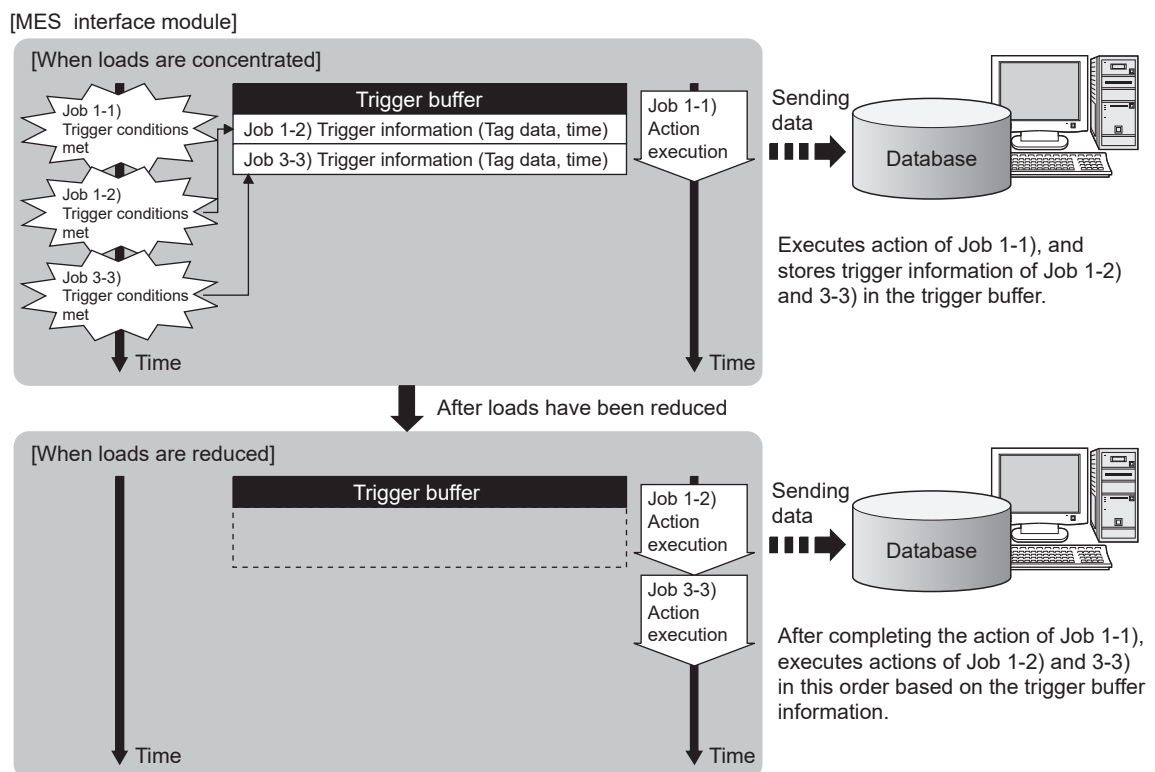 [MES interface module]
[When loads are concentrated]
Job 1-1)
Trigger conditions
met
Job 1-2)
Trigger conditions
met
Job 3-3)
Trigger conditions
met
Time
Trigger buffer
Job 1-2) Trigger information (Tag data, time)
Job 3-3) Trigger information (Tag data, time)
Job 1-1)
Action
execution
Time
Sending
data
Database
Executes action of Job 1-1), and
stores trigger information of Job 1-2)
and 3-3) in the trigger buffer.
After loads have been reduced
[When loads are reduced]
Time
Trigger buffer
Job 1-2)
Action
execution
Job 3-3)
Action
execution
Time
Sending
data
Database
After completing the action of Job 1-1),
executes actions of Job 1-2) and 3-3)
in this order based on the trigger buffer
information.